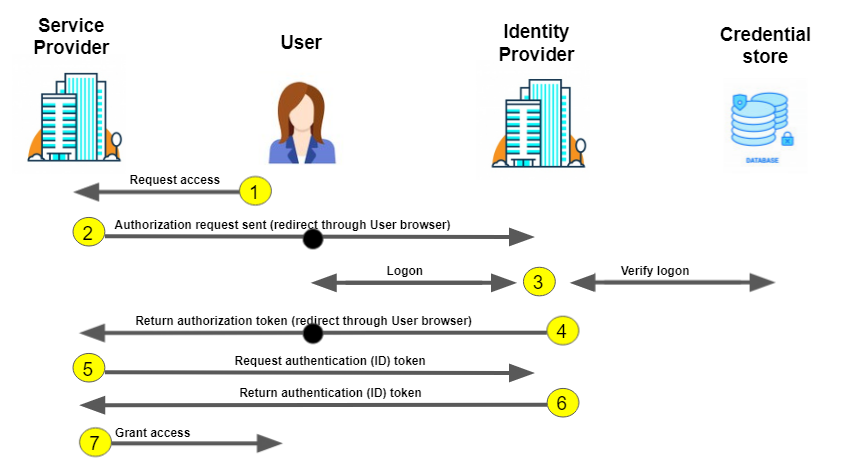 Service
Provider
User
Identity
Provider
Credential
store
DATABASE
Request access
1
2
Authorization request sent (redirect through User browser)
Logon
3
Verify logon
Return authorization token (redirect through User browser)
4
5
Request authentication (ID) token
Return authentication (ID) token
6
7
Grant access